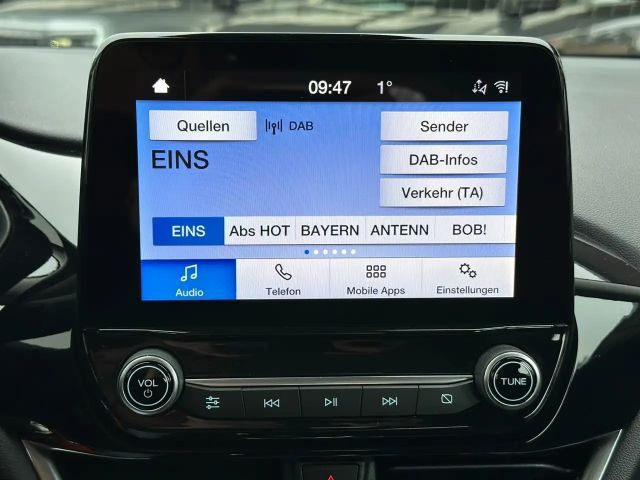 09:47 1°
Quellen DAB Sender
EINS DAB-Infos
Verkehr (TA)
EINS Abs HOT BAYERN ANTENN BOB!
Audio Telefon Mobile Apps Einstellungen
VOL TUNE